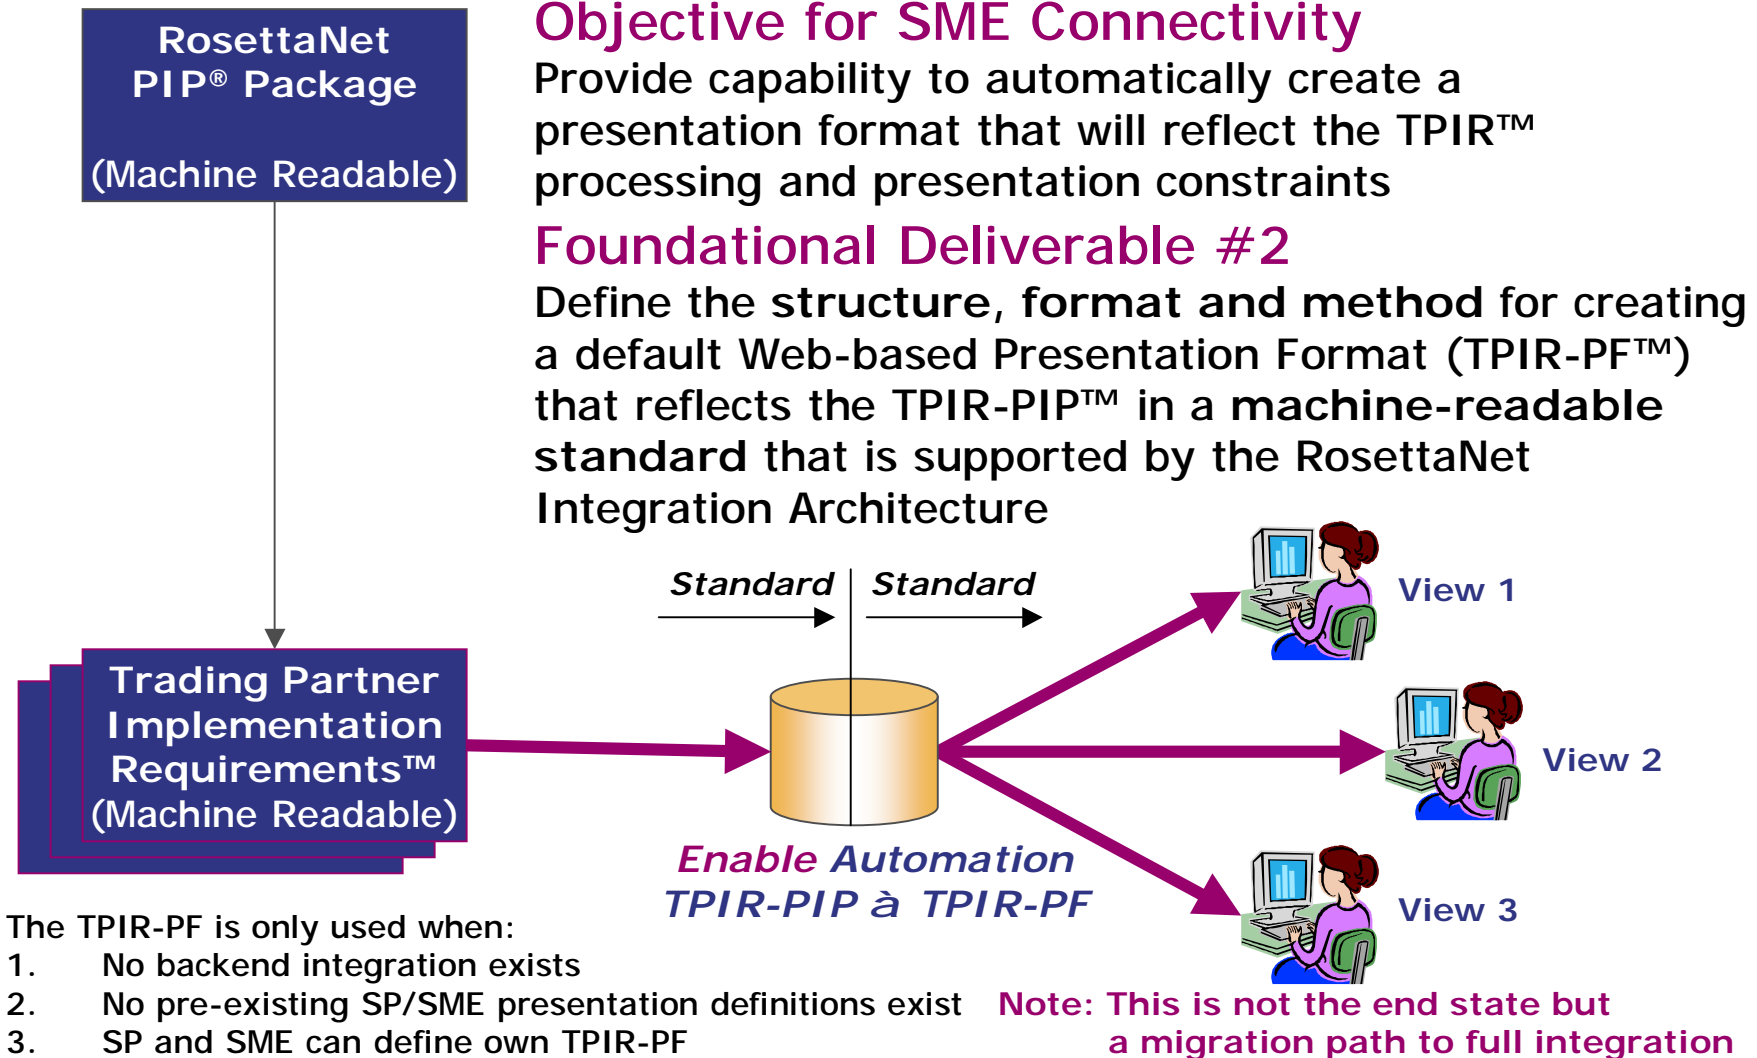 RosettaNet
PIP® Package
(Machine Readable)
Objective for SME Connectivity
Provide capability to automatically create a
presentation format that will reflect the TPIR™
processing and presentation constraints
Foundational Deliverable #2
Define the structure, format and method for creating
a default Web-based Presentation Format (TPIR-PF™)
that reflects the TPIR-PIP™ in a machine-readable
standard that is supported by the RosettaNet
Integration Architecture
Standard
Standard
View 1
View 2
View 3
Trading Partner
Implementation
Requirements™
(Machine Readable)
Enable Automation
TPIR-PIP à TPIR-PF
The TPIR-PF is only used when:
1. No backend integration exists
2. No pre-existing SP/SME presentation definitions exist
3. SP and SME can define own TPIR-PF
Note: This is not the end state but
a migration path to full integration